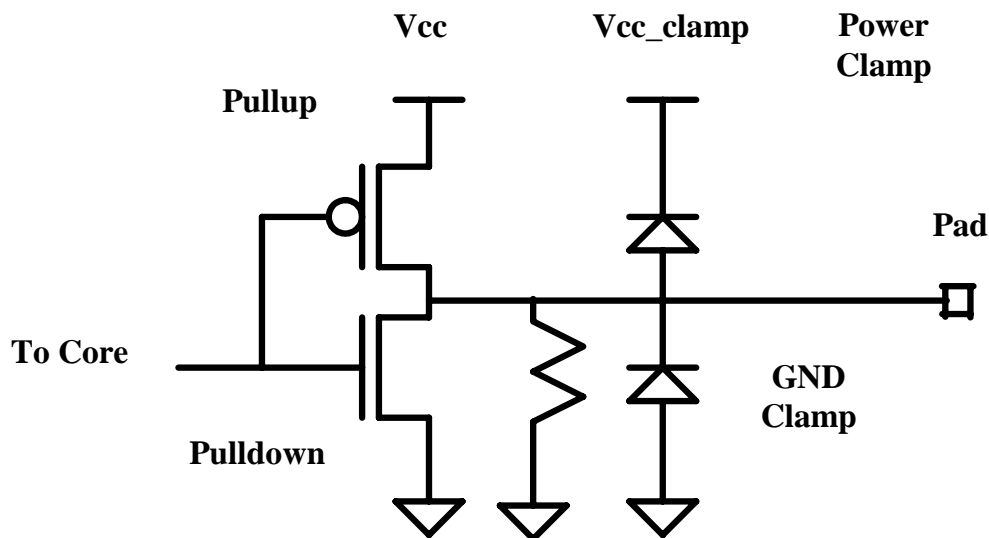 Vcc
Vcc_clamp
Power
Clamp
Pullup
Pad
To Core
GND
Clamp
Pulldown